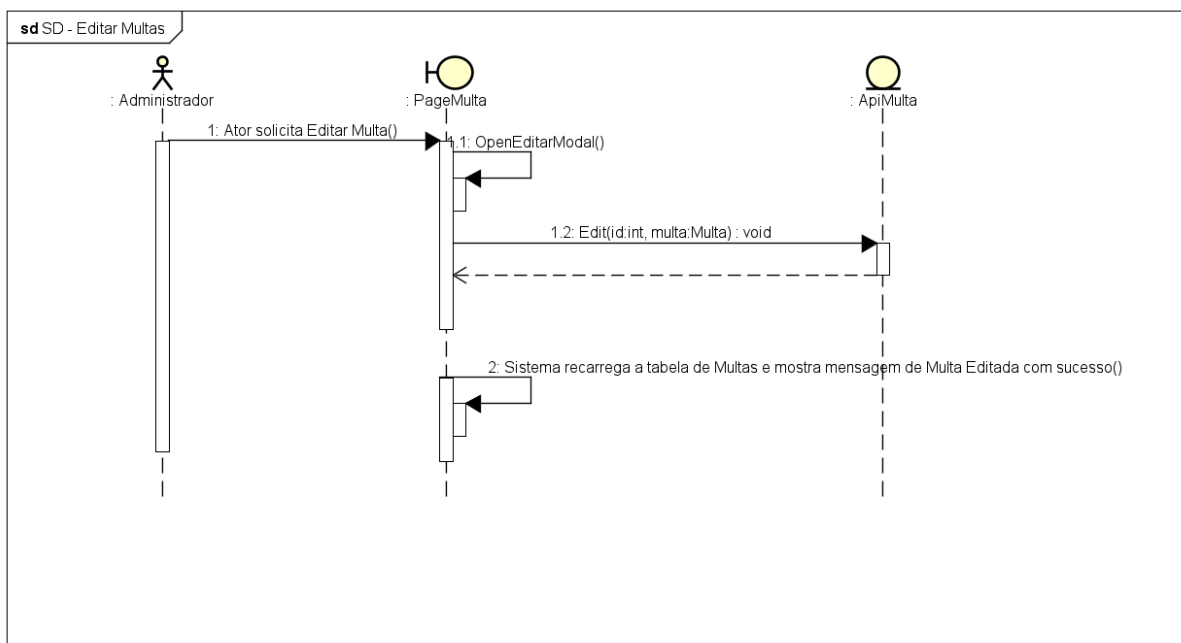 sd SD - Editar Multas
: Administrador
: PageMulta
: ApiMulta
1: Ator solicita Editar Multa()
1.1: OpenEditarModal()
1.2: Edit(id:int, multa:Multa) : void
2: Sistema recarrega a tabela de Multas e mostra mensagem de Multa Editada com sucesso()